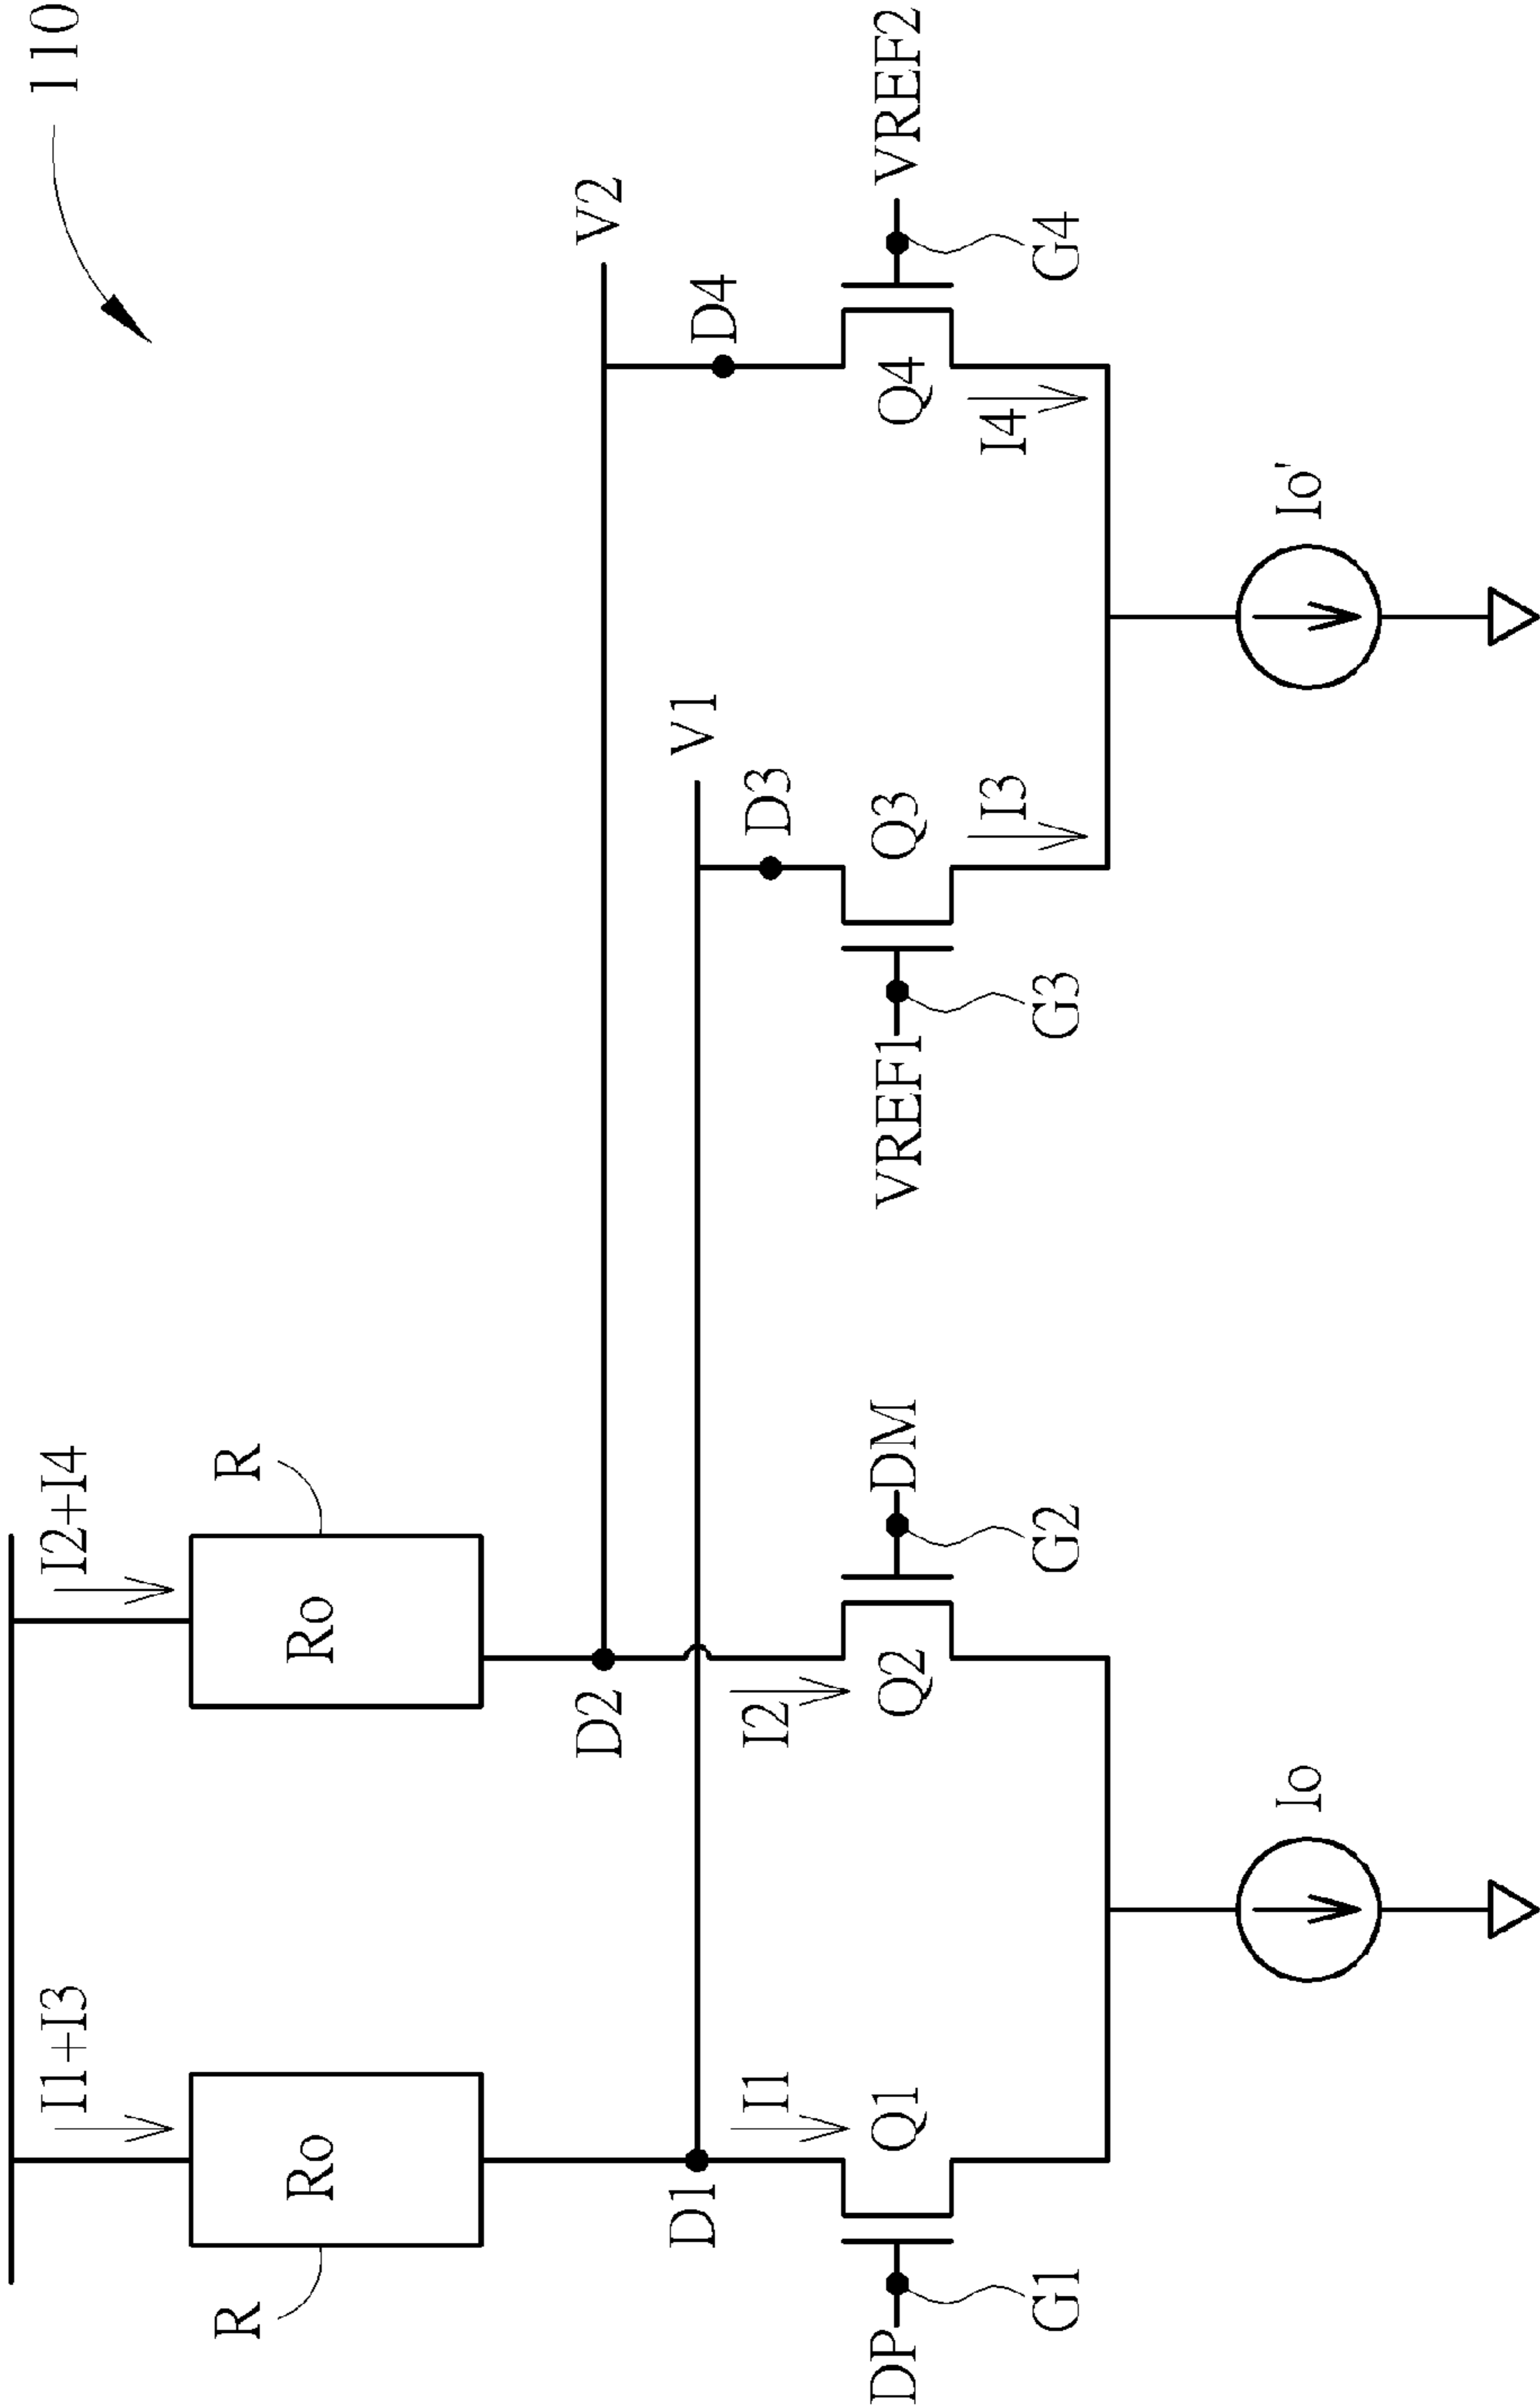 110
I1+I3
I2+I4
R
Ro
Ro
R
V2
D2
V1
D4
D1
D3
I1
I2
DP
Q1
Q2
DM
VREF1
Q3
Q4
VREF2
I3
I4
G1
G2
G3
G4
Io
Io'